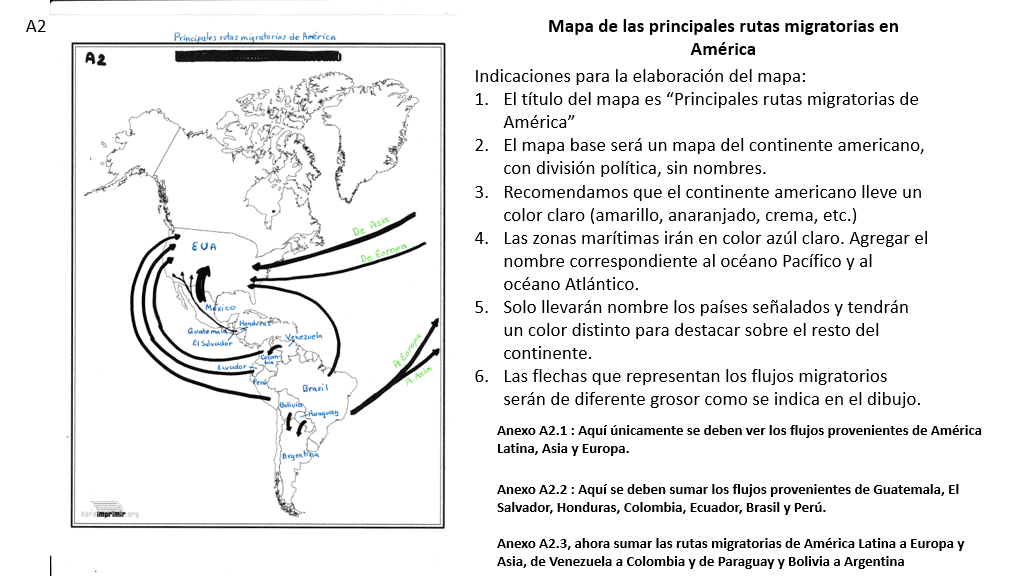 A2
Principales rutas migratorias de América
A2
De Asia
EUA
De Europa
México
Honduras
Guatemala
El Salvador
Venezuela
Colom-
bia
Ecuador
A Europa
A Asia
Perú
Brasil
Bolivia
Paraguay
Argentina
paraimprimir.org
Mapa de las principales rutas migratorias en
América
Indicaciones para la elaboración del mapa:
1. El título del mapa es “Principales rutas migratorias de
América”
2. El mapa base será un mapa del continente americano,
con división política, sin nombres.
3. Recomendamos que el continente americano lleve un
color claro (amarillo, anaranjado, crema, etc.)
4. Las zonas marítimas irán en color azúl claro. Agregar el
nombre correspondiente al océano Pacífico y al
océano Atlántico.
5. Solo llevarán nombre los países señalados y tendrán
un color distinto para destacar sobre el resto del
continente.
6. Las flechas que representan los flujos migratorios
serán de diferente grosor como se indica en el dibujo.
Anexo A2.1 : Aquí únicamente se deben ver los flujos provenientes de América
Latina, Asia y Europa.
Anexo A2.2 : Aquí se deben sumar los flujos provenientes de Guatemala, El
Salvador, Honduras, Colombia, Ecuador, Brasil y Perú.
Anexo A2.3, ahora sumar las rutas migratorias de América Latina a Europa y
Asia, de Venezuela a Colombia y de Paraguay y Bolivia a Argentina